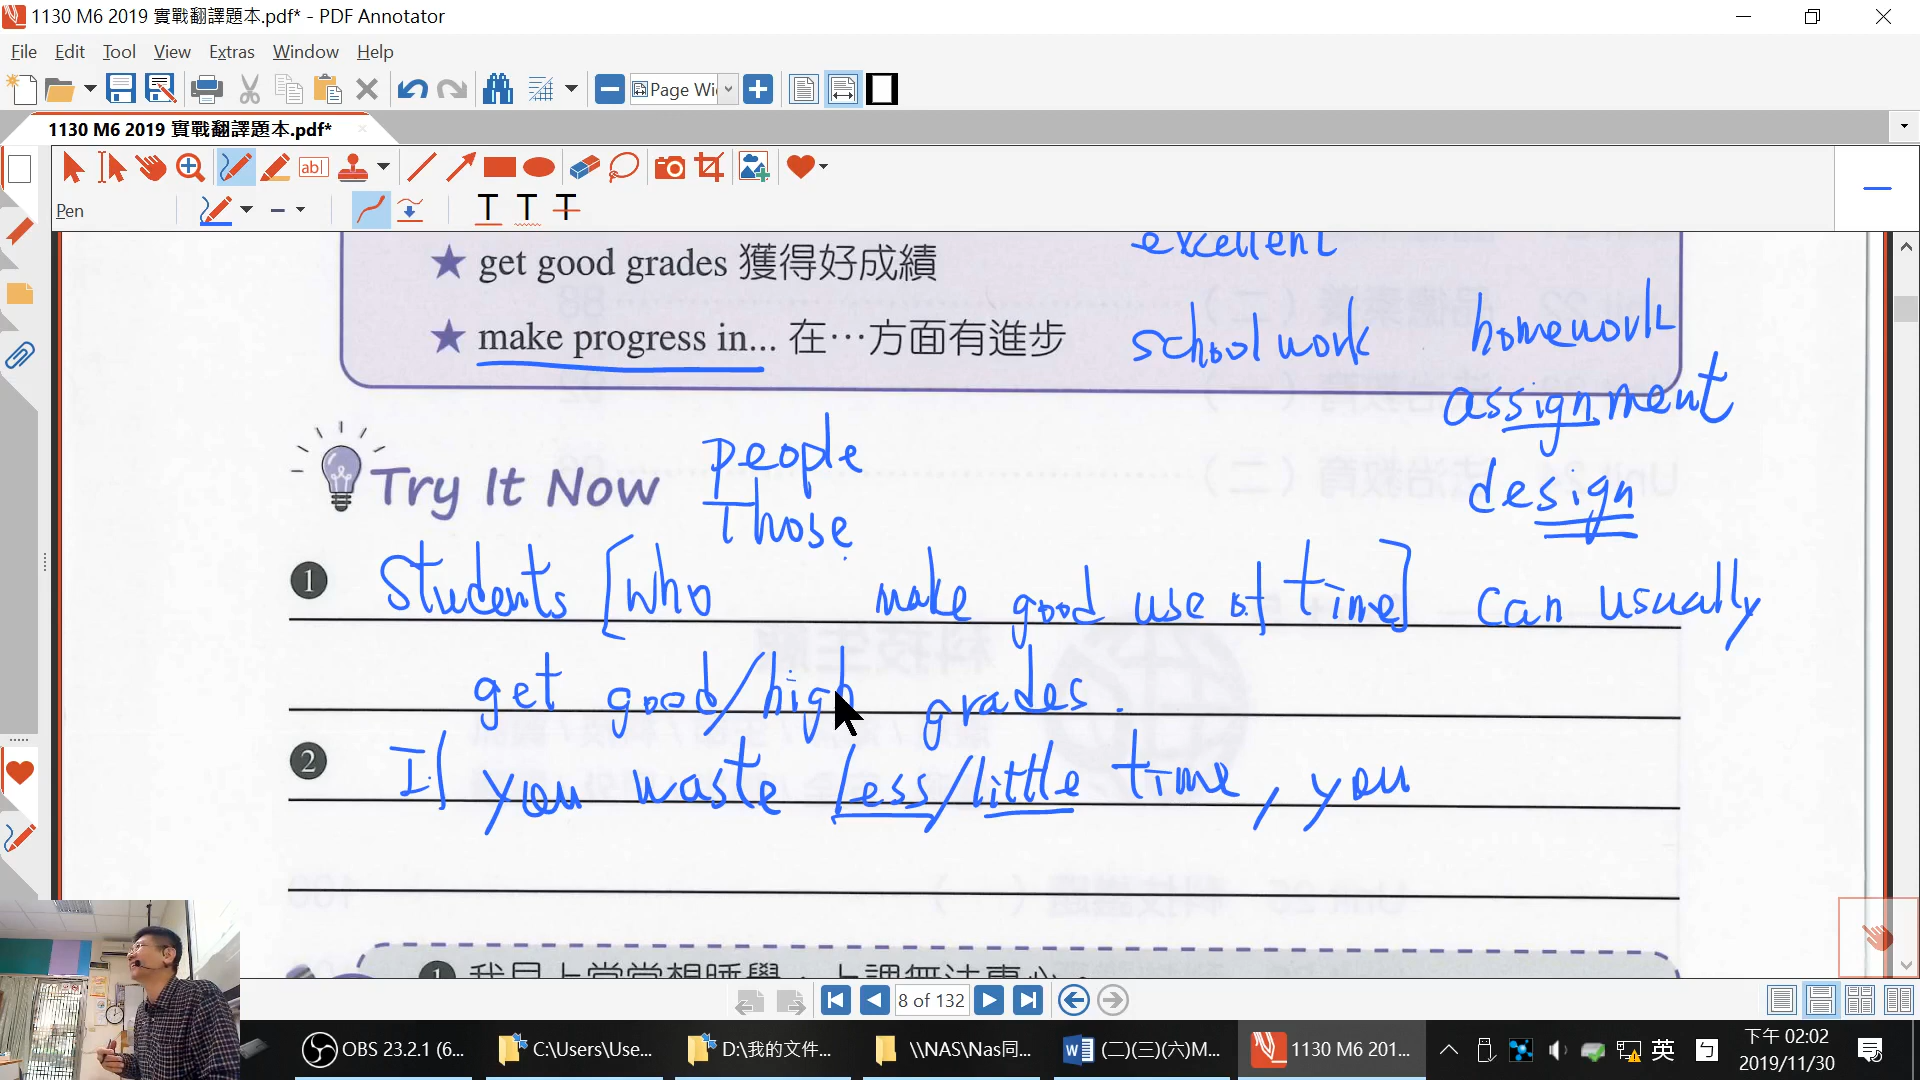 1130 M6 2019 實戰翻譯題本.pdf* - PDF Annotator
File Edit Tool View Extras Window Help
Page Wi
1130 M6 2019 實戰翻譯題本.pdf*
ab|
Pen
T T T
excellent
★ get good grades 獲得好成績
★ make progress in... 在…方面有進步
schoolwork homework
assignment
people
design
Try It Now
Those
1 Students [who make good use of time] can usually
get good/high grades.
2 If you waste less/little time, you
8 of 132
OBS 23.2.1 (6... C:\Users\Use... D:\我的文件... \\NAS\Nas同... (二)(三)(六)M... 1130 M6 201... 英 ㄅ 下午 02:02
2019/11/30